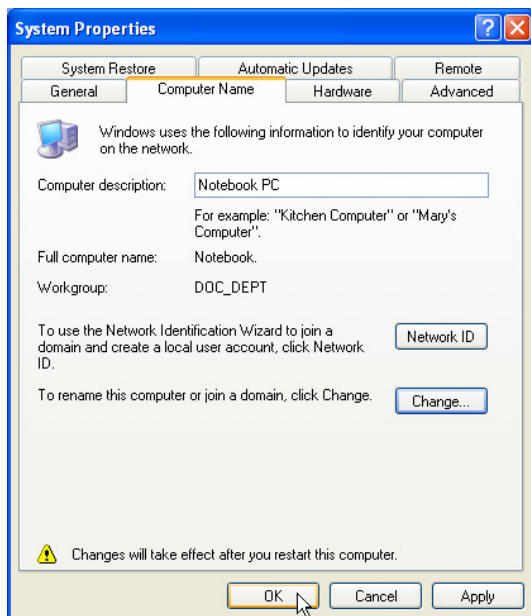 System Properties
System Restore Automatic Updates Remote
General Computer Name Hardware Advanced
Windows uses the following information to identify your computer
on the network.
Computer description: Notebook PC
For example: "Kitchen Computer" or "Mary's
Computer".
Full computer name: Notebook.
Workgroup: DOC_DEPT
To use the Network Identification Wizard to join a
domain and create a local user account, click Network
ID.
Network ID
To rename this computer or join a domain, click Change.
Change...
Changes will take effect after you restart this computer.
OK Cancel Apply